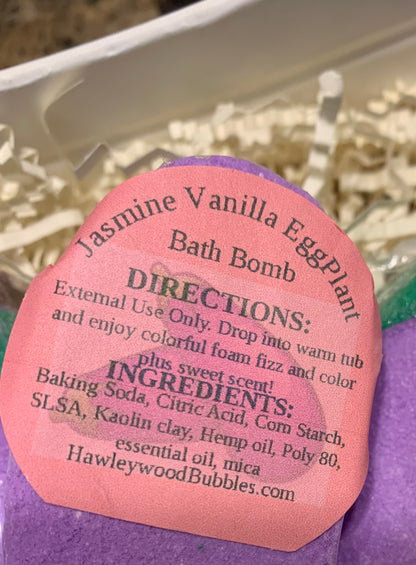 Jasmine Vanilla EggPlant
Bath Bomb
DIRECTIONS:
External Use Only. Drop into warm tub
and enjoy colorful foam fizz and color
plus sweet scent!
INGREDIENTS:
Baking Soda, Citric Acid, Corn Starch,
SLSA, Kaolin clay, Hemp oil, Poly 80,
essential oil, mica
HawleywoodBubbles.com